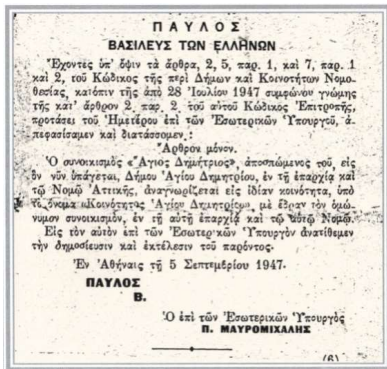 ΠΑΥΛΟΣ
ΒΑΣΙΛΕΥΣ ΤΩΝ ΕΛΛΗΝΩΝ
Ἔχοντες ὑπ' ὄψιν τὰ ἄρθρα, 2, 5, παρ. 1, καὶ 7, παρ. 1
καὶ 2, τοῦ Κώδικος τῆς περὶ Δήμων καὶ Κοινοτήτων Νομο-
θεσίας, κατόπιν τῆς ἀπὸ 28 Ἰουλίου 1947 συμφώνου γνώμης
τῆς κατ' ἄρθρον 2, παρ. 2, τοῦ αὐτοῦ Κώδικος Ἐπιτροπῆς,
προτάσει τοῦ Ἡμετέρου ἐπὶ τῶν Ἐσωτερικῶν Ὑπουργοῦ, ἀ-
πεφασίσαμεν καὶ διατάσσομεν :
Ἄρθρον μόνον.
Ὁ συνοικισμὸς «Ἅγιος Δημήτριος», ἀποσπώμενος τοῦ, εἰς
ὃν νῦν ὑπάγεται, Δήμου Ἁγίου Δημητρίου, ἐν τῇ ἐπαρχίᾳ καὶ
τῷ Νομῷ Ἀττικῆς, ἀναγνωρίζεται εἰς ἰδίαν κοινότητα, ὑπὸ
τὸ ὄνομα «Κοινότητος Ἁγίου Δημητρίου», μὲ ἕδραν τὸν ὁμώ-
νυμον συνοικισμόν, ἐν τῇ αὐτῇ ἐπαρχίᾳ καὶ τῷ αὐτῷ Νομῷ.
Εἰς τὸν αὐτὸν ἐπὶ τῶν Ἐσωτερικῶν Ὑπουργὸν ἀνατίθεμεν
τὴν δημοσίευσιν καὶ ἐκτέλεσιν τοῦ παρόντος.
Ἐν Ἀθήναις τῇ 5 Σεπτεμβρίου 1947.
ΠΑΥΛΟΣ
Β.
Ὁ ἐπὶ τῶν Ἐσωτερικῶν Ὑπουργὸς
Π. ΜΑΥΡΟΜΙΧΑΛΗΣ
(6)